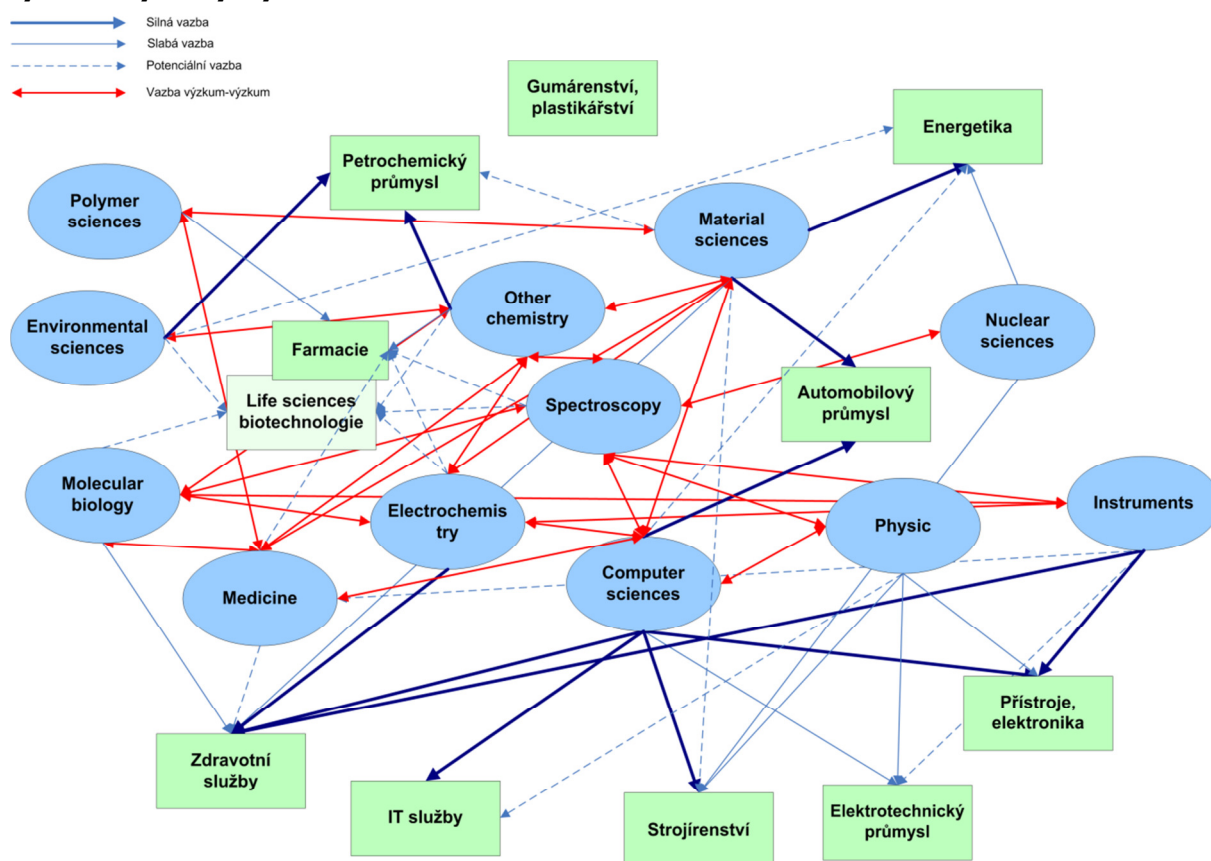 Silná vazba
Slabá vazba
Potenciální vazba
Vazba výzkum-výzkum
Gumárenství,
plastikářství
Energetika
Petrochemický
průmysl
Polymer
sciences
Material
sciences
Other
chemistry
Environmental
sciences
Nuclear
sciences
Farmacie
Life sciences
biotechnologie
Spectroscopy
Automobilový
průmysl
Molecular
biology
Electrochemis
try
Physic
Instruments
Medicine
Computer
sciences
Přístroje,
elektronika
Zdravotní
služby
IT služby
Strojírenství
Elektrotechnický
průmysl